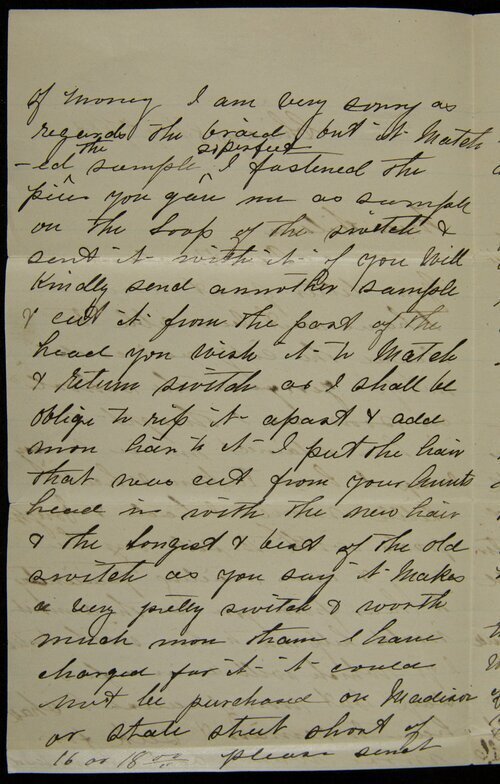 of money I am very sorry as
regards the braid but it Match
-ed the sample so perfect I fastened the
piece you gave me as sample
on the Loop of the switch &
sent it with it if you Will
Kindly send annother sample
& cut it from the part of the
head you wish it to Match
& return switch as I shall be
oblige to rip it apart & add
more hair to it I put the hair
that was cut from your Aunts
head in with the new hair
& the longest & best of the old
switch as you say it Makes
a very pretty switch & worth
much more than I have
charged for it it could
not be purchased on Madison
or State street short of
16 or 18 00 please send